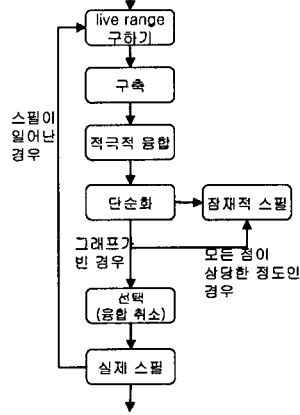 live range
구하기
구축
스필이
일어난
경우
적극적 융합
단순화
잠재적 스필
그래프가
빈 경우
모든 점이
상당한 정도인
경우
선택
(융합 취소)
실제 스필